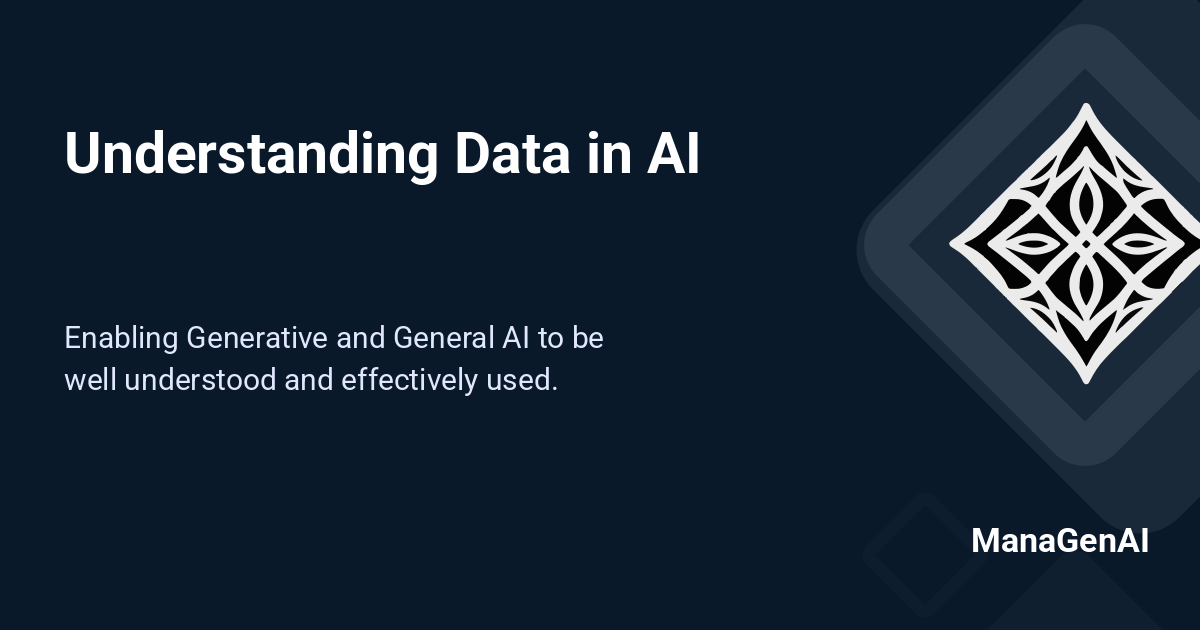 Understanding Data in AI
Enabling Generative and General AI to be
well understood and effectively used.
ManaGenAI